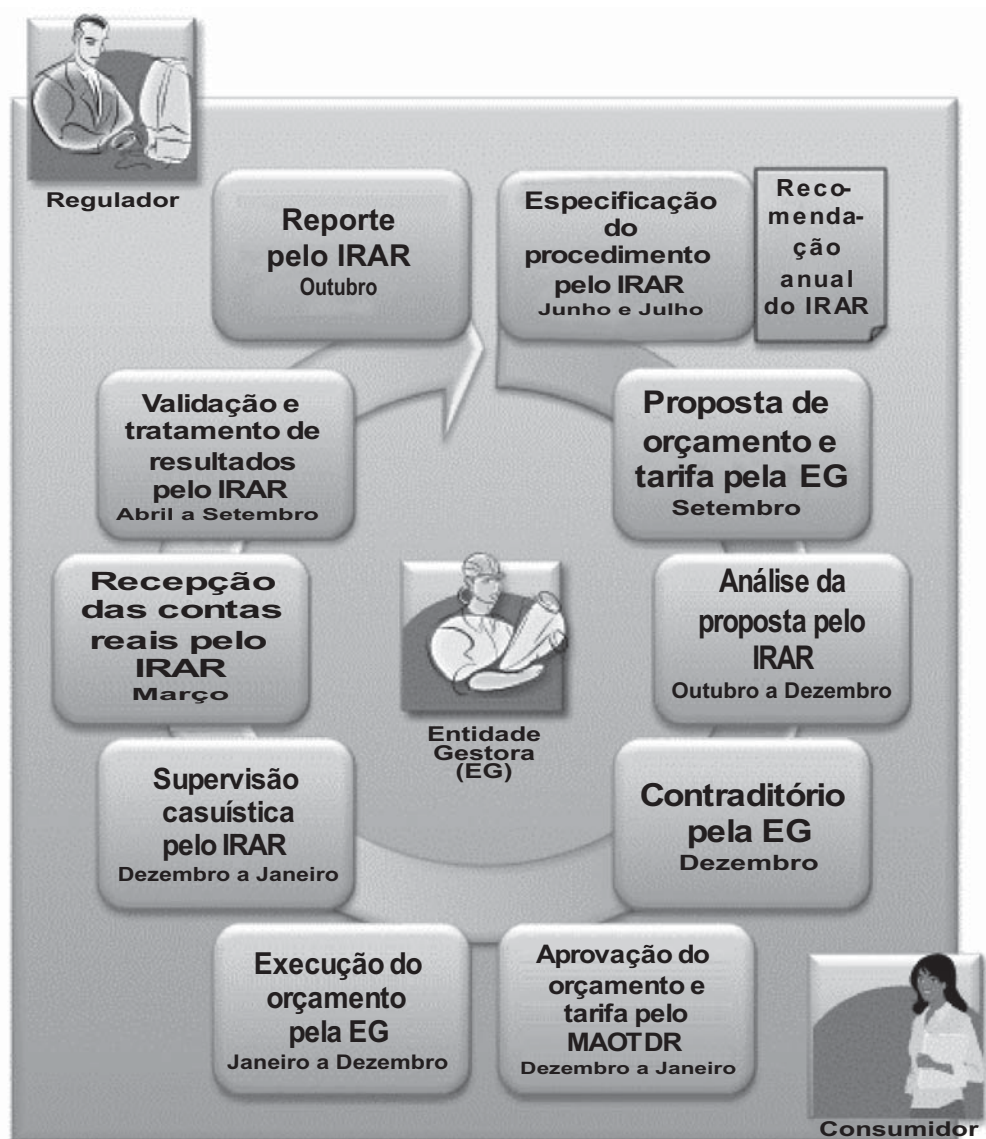 Regulador
Reporte
pelo IRAR
Outubro
Especificação
do
procedimento
pelo IRAR
Junho e Julho
Reco-
menda-
ção
anual
do IRAR
Proposta de
orçamento e
tarifa pela EG
Setembro
Análise da
proposta pelo
IRAR
Outubro a Dezembro
Contraditório
pela EG
Dezembro
Aprovação do
orçamento e
tarifa pelo
MAOTDR
Dezembro a Janeiro
Execução do
orçamento
pela EG
Janeiro a Dezembro
Supervisão
casuística
pelo IRAR
Dezembro a Janeiro
Recepção
das contas
reais pelo
IRAR
Março
Validação e
tratamento de
resultados
pelo IRAR
Abril a Setembro
Entidade
Gestora
(EG)
Consumidor